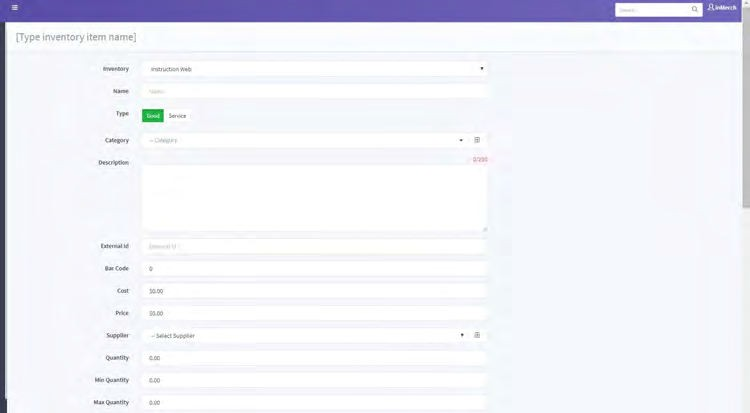 Search...
inMerch
[Type inventory item name]
Inventory
Instruction Web
Name
Name
Type
Good Service
Category
-- Category
Description
0/200
External Id
External Id
Bar Code
0
Cost
$0.00
Price
$0.00
Supplier
-- Select Supplier
Quantity
0.00
Min Quantity
0.00
Max Quantity
0.00